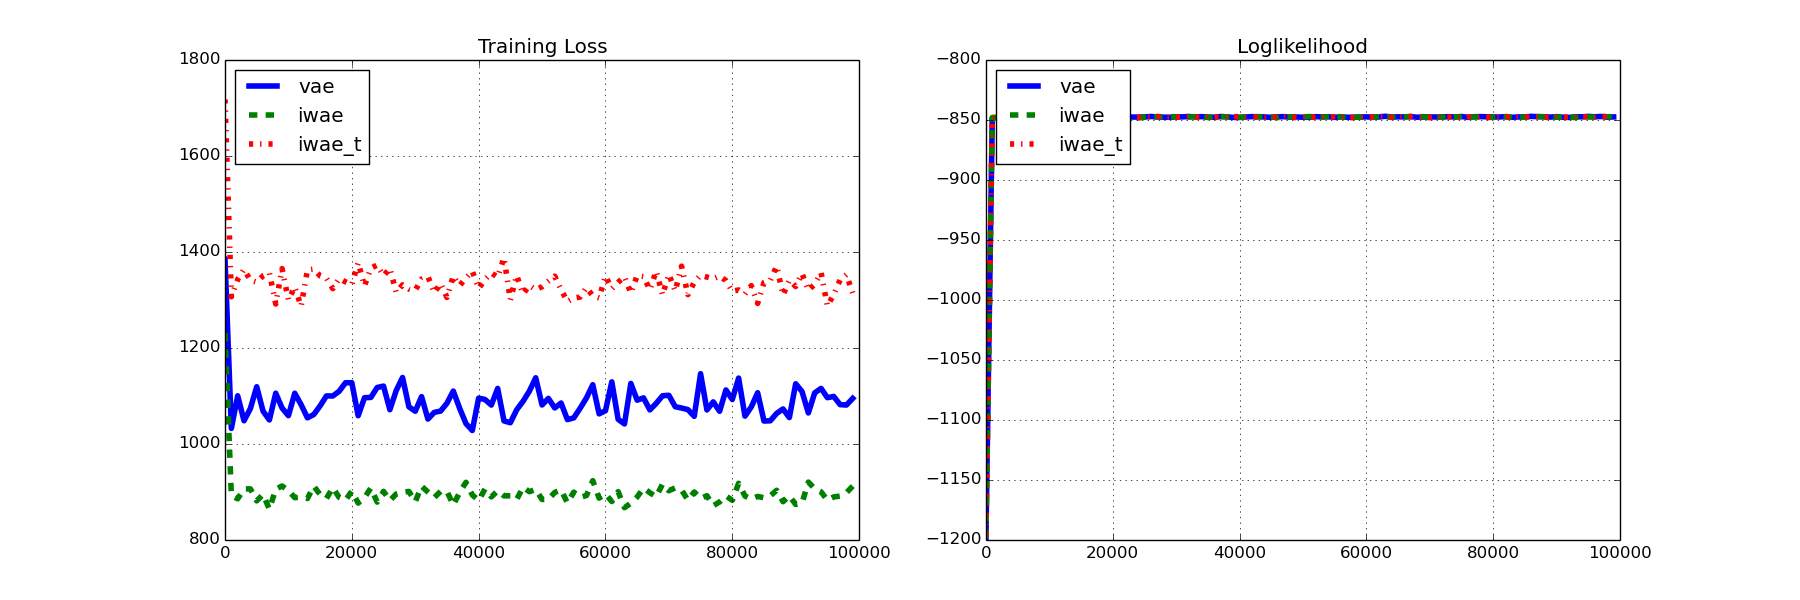 Training Loss
1800
1600
1400
1200
1000
800
0 20000 40000 60000 80000 100000
vae
iwae
iwae_t
Loglikelihood
−800
−850
−900
−950
−1000
−1050
−1100
−1150
−1200
0 20000 40000 60000 80000 100000
vae
iwae
iwae_t